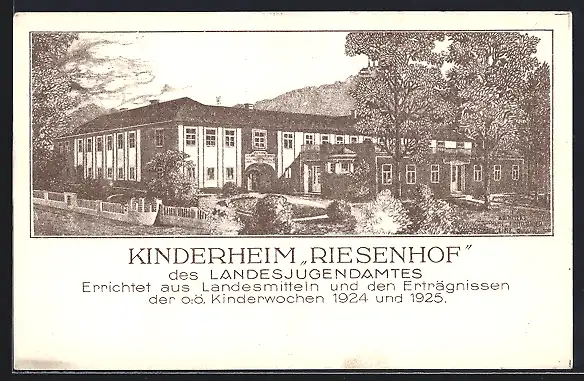 KINDERHEIM „RIESENHOF"
des LANDESJUGENDAMTES
Errichtet aus Landesmitteln und den Erträgnissen
der o:ö. Kinderwochen 1924 und 1925.